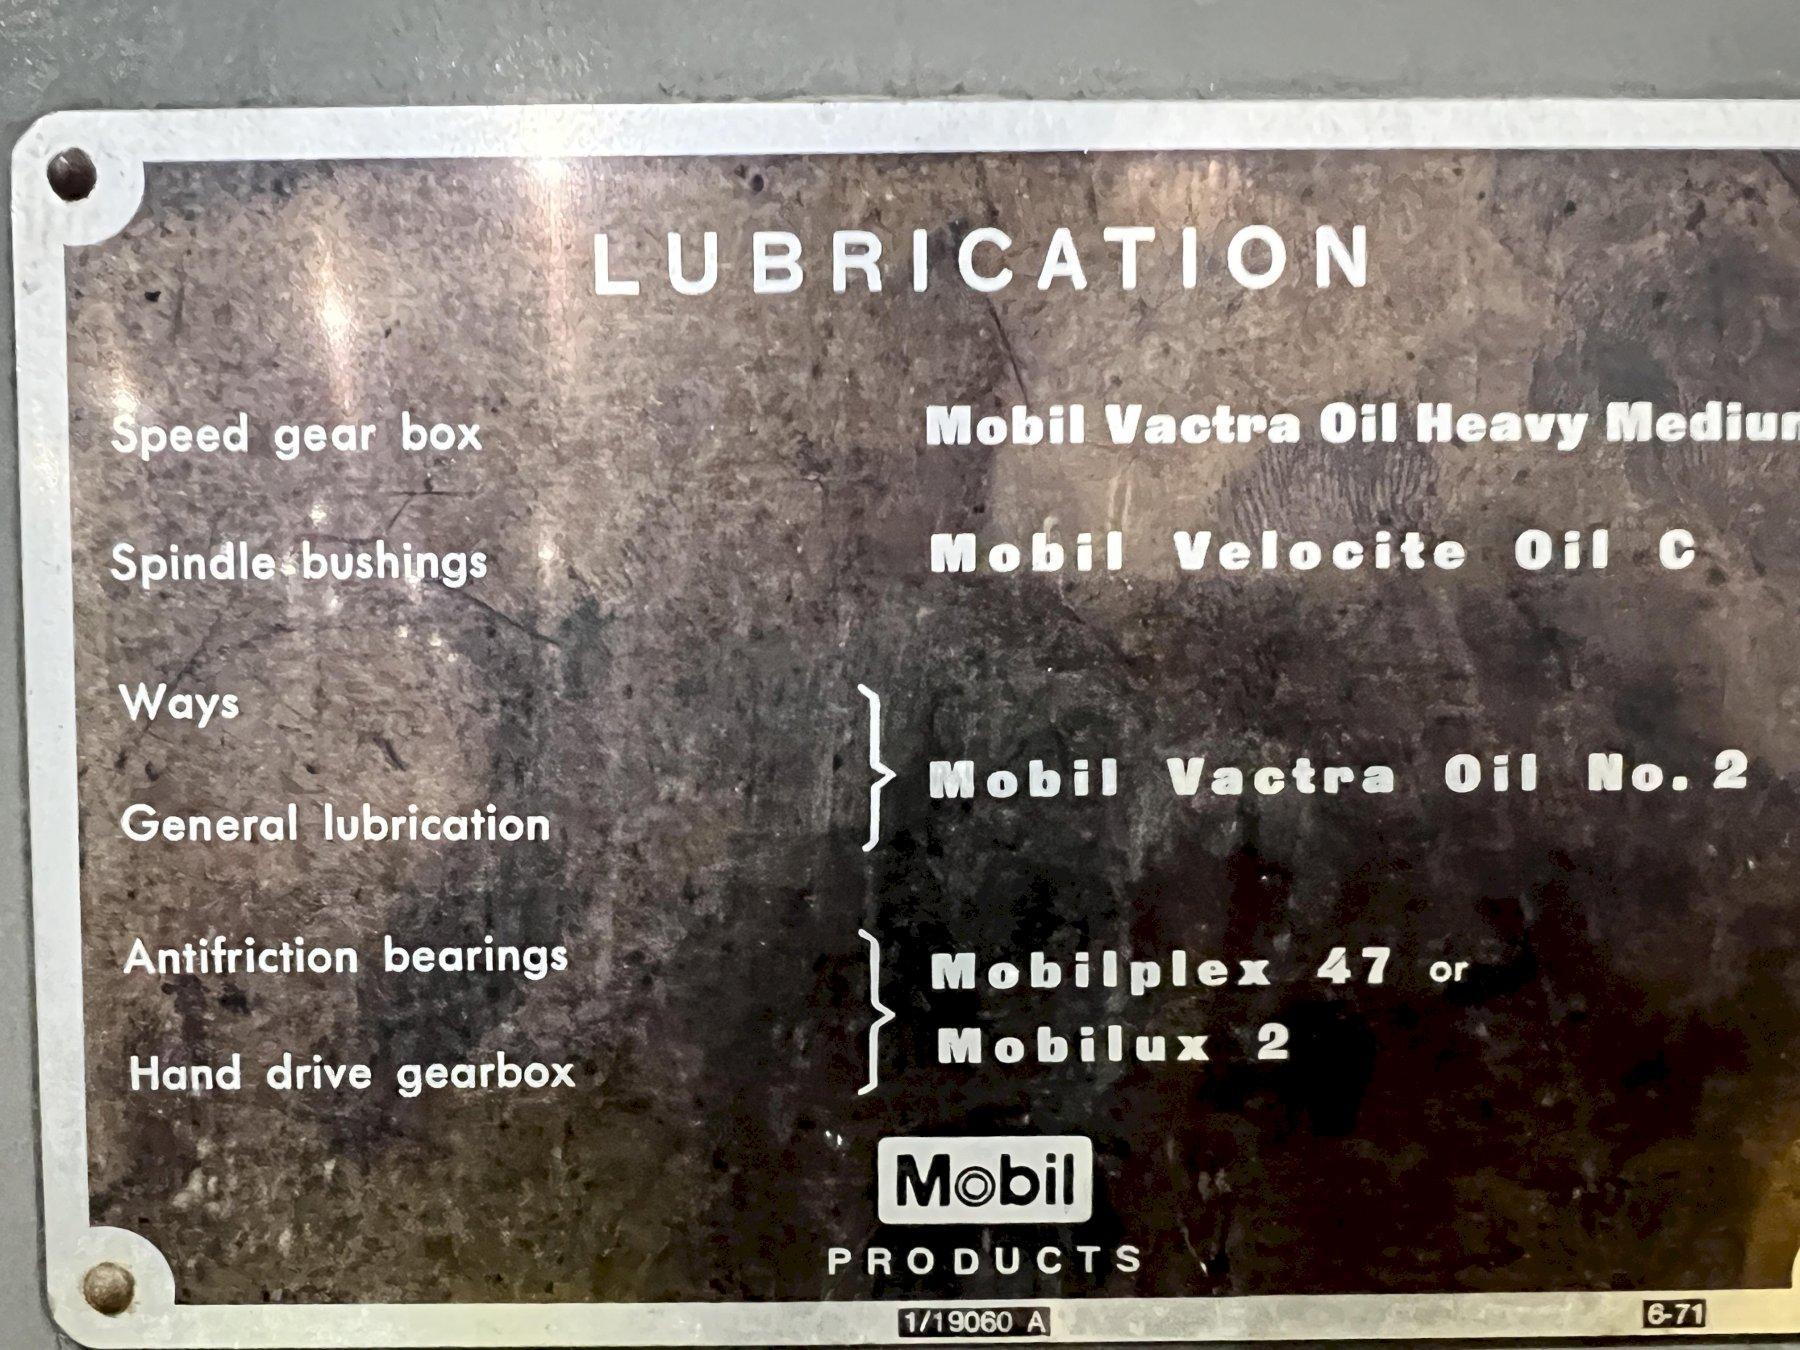 LUBRICATION
Speed gear box Mobil Vactra Oil Heavy
Spindle bushings Mobil Velocite Oil C
Ways
Mobil Vactra Oil No. 2
General lubrication
Antifriction bearings Mobilplex 47 or
Mobilux 2
Hand drive gearbox
Mobil
PRODUCTS
1/19060 A 6-71